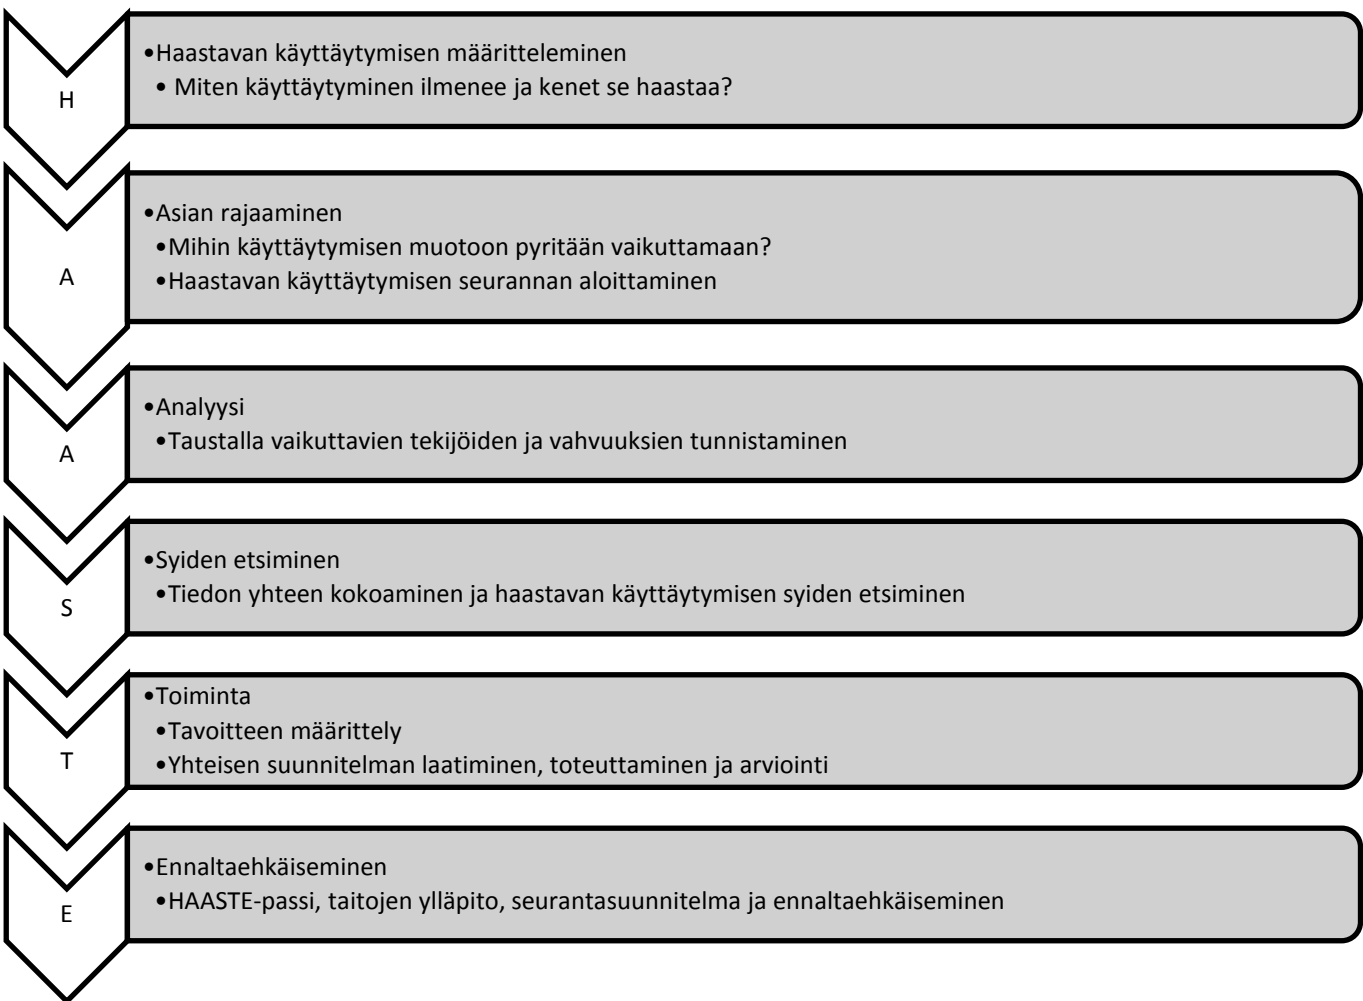 H
•Haastavan käyttäytymisen määritteleminen
• Miten käyttäytyminen ilmenee ja kenet se haastaa?
A
•Asian rajaaminen
•Mihin käyttäytymisen muotoon pyritään vaikuttamaan?
•Haastavan käyttäytymisen seurannan aloittaminen
A
•Analyysi
•Taustalla vaikuttavien tekijöiden ja vahvuuksien tunnistaminen
S
•Syiden etsiminen
•Tiedon yhteen kokoaminen ja haastavan käyttäytymisen syiden etsiminen
T
•Toiminta
•Tavoitteen määrittely
•Yhteisen suunnitelman laatiminen, toteuttaminen ja arviointi
E
•Ennaltaehkäiseminen
•HAASTE-passi, taitojen ylläpito, seurantasuunnitelma ja ennaltaehkäiseminen